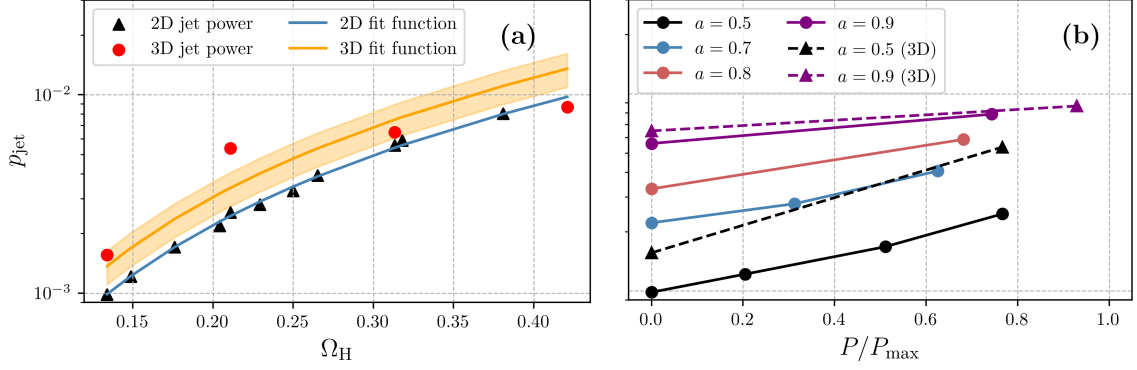 2D jet power
3D jet power
2D fit function
3D fit function
(a)
10⁻²
10⁻³
p_jet
0.15
0.20
0.25
0.30
0.35
0.40
Ω_H
a = 0.5
a = 0.7
a = 0.8
a = 0.9
a = 0.5 (3D)
a = 0.9 (3D)
(b)
0.0
0.2
0.4
0.6
0.8
1.0
P/P_max